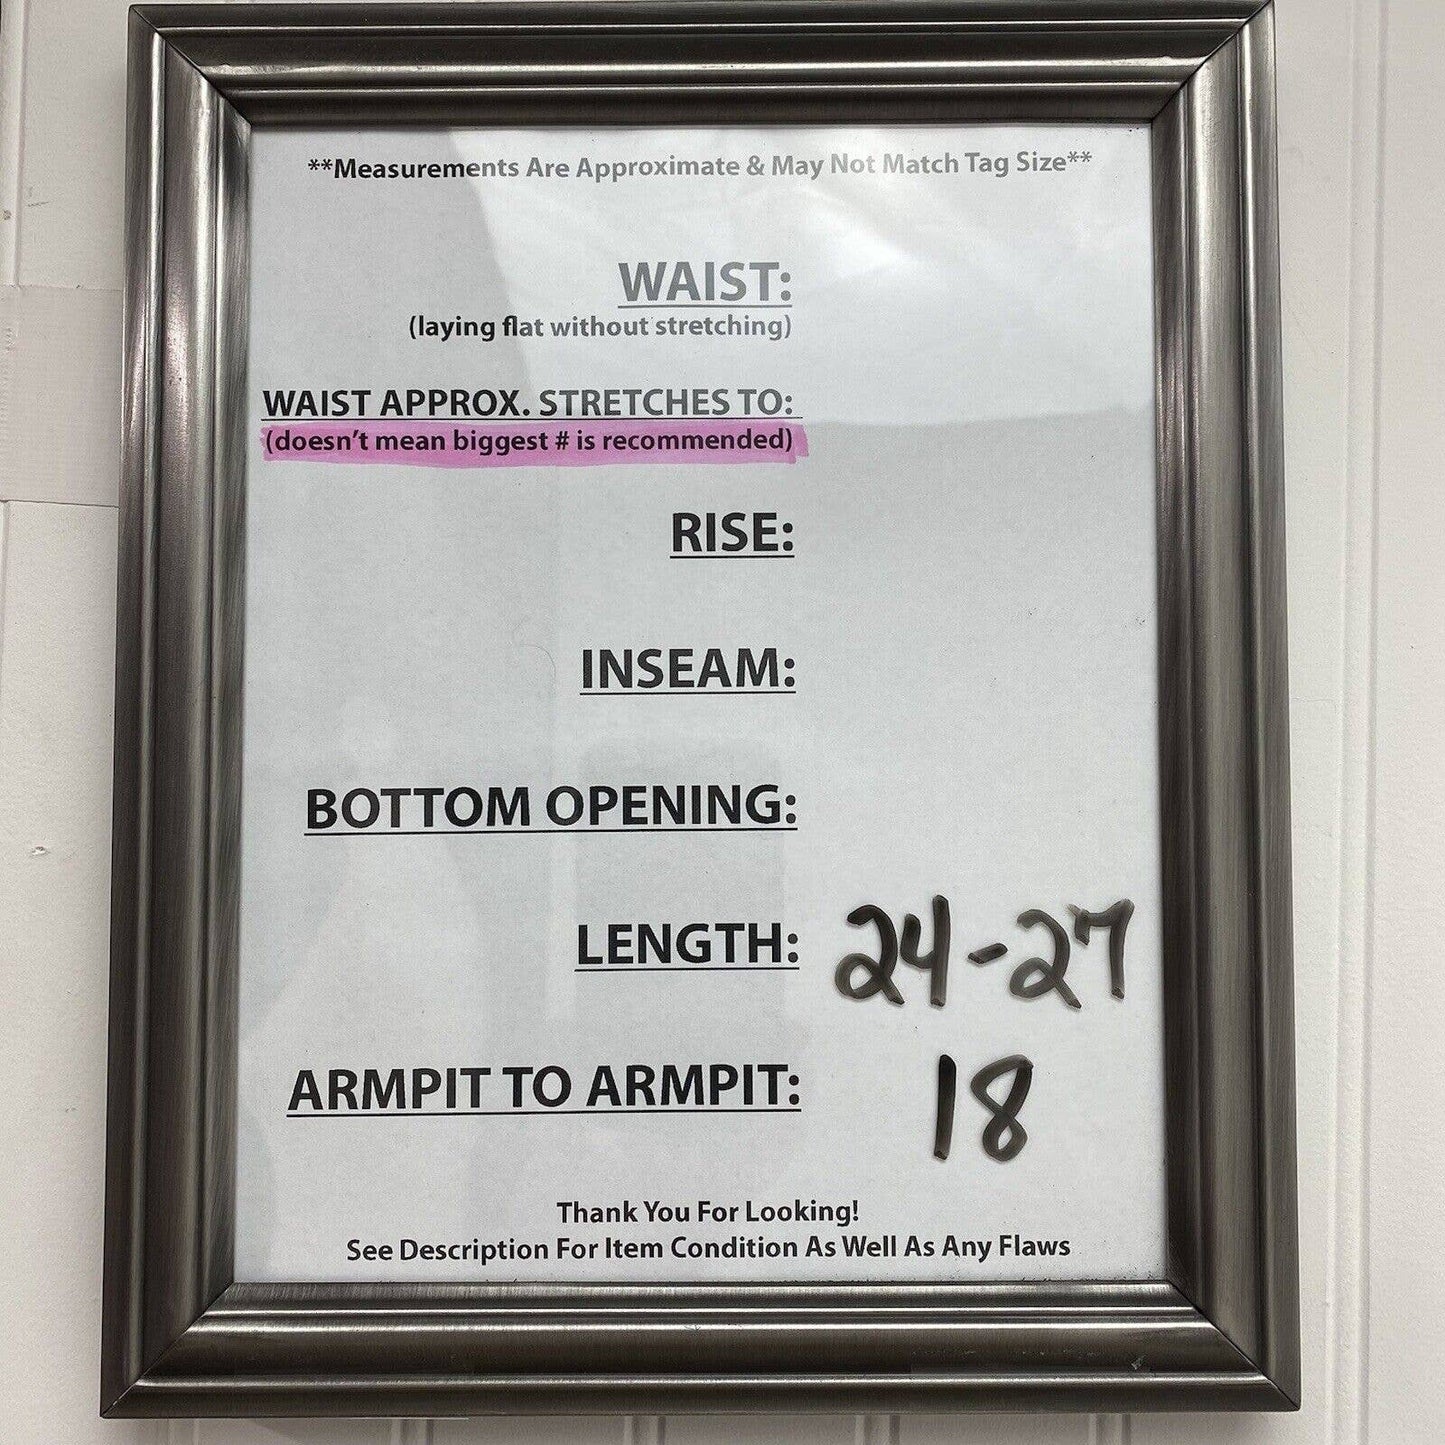 **Measurements Are Approximate & May Not Match Tag Size**
WAIST:
(laying flat without stretching)
WAIST APPROX. STRETCHES TO:
(doesn't mean biggest # is recommended)
RISE:
INSEAM:
BOTTOM OPENING:
LENGTH: 24-27
ARMPIT TO ARMPIT: 18
Thank You For Looking!
See Description For Item Condition As Well As Any Flaws